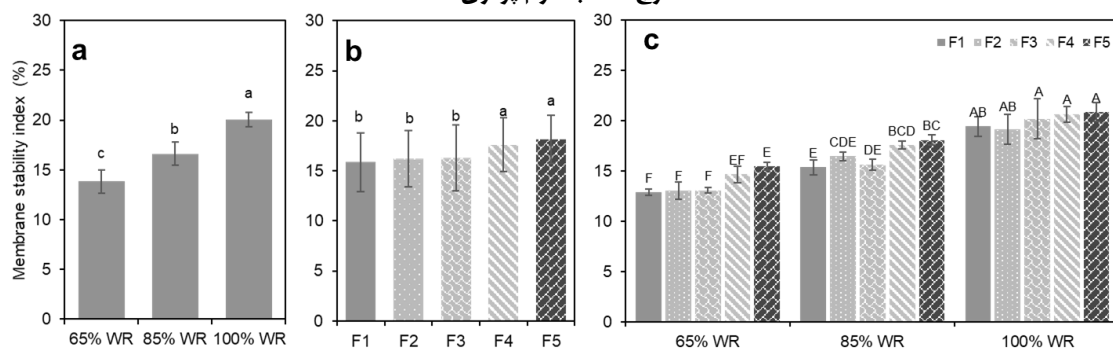 a
b
c
Membrane stability index (%)
30
25
20
15
10
5
0
c
b
a
65% WR 85% WR 100% WR
30
25
20
15
10
5
0
b
b
b
a
a
F1 F2 F3 F4 F5
30
25
20
15
10
5
0
F1 F2 F3 F4 F5
F F F EF E
E CDE DE BCD BC
AB AB A A A
65% WR 85% WR 100% WR